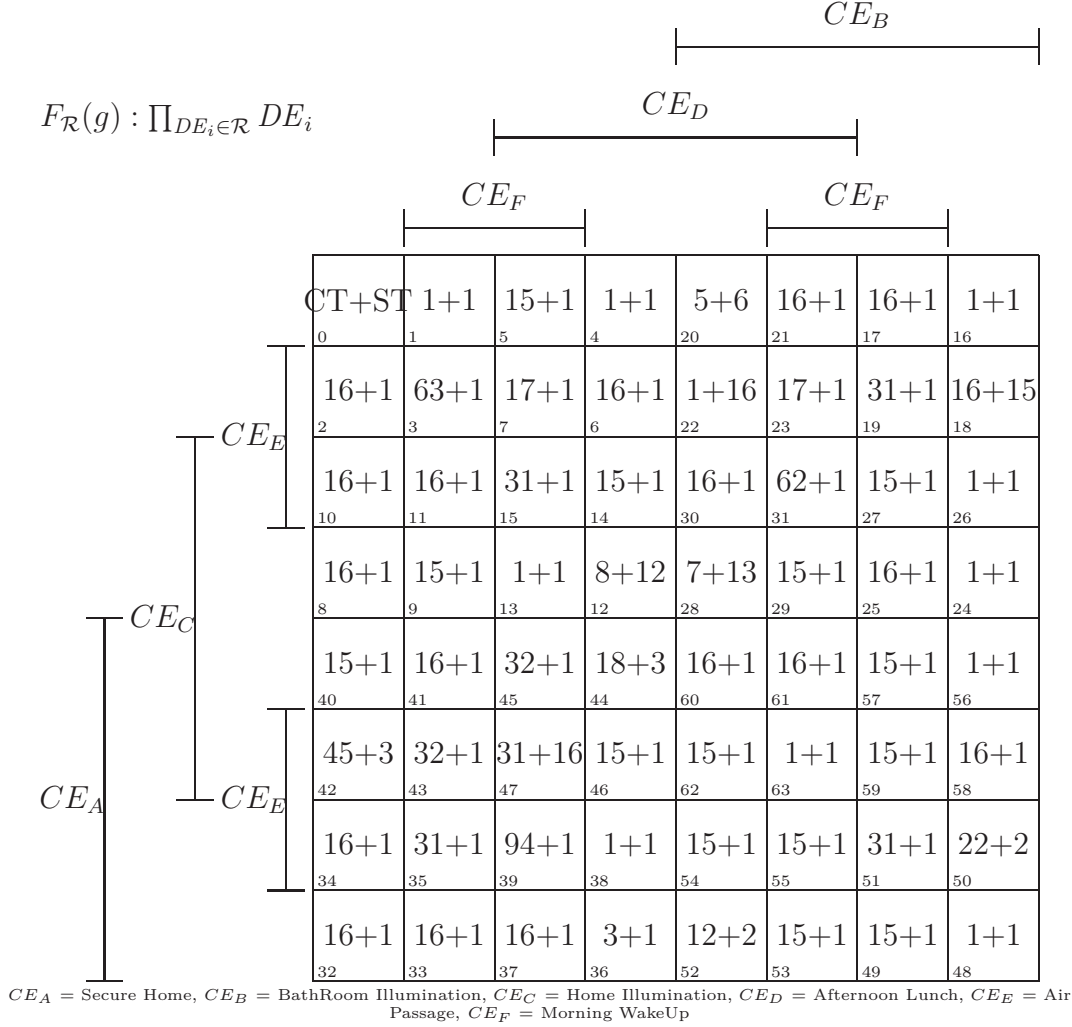 CE_B
F_R(g) : ∏_{DE_i∈R} DE_i
CE_D
CE_F CE_F
CT+ST 1+1 15+1 1+1 5+6 16+1 16+1 1+1
0 1 5 4 20 21 17 16
16+1 63+1 17+1 16+1 1+16 17+1 31+1 16+15
CE_E 2 3 7 6 22 23 19 18
16+1 16+1 31+1 15+1 16+1 62+1 15+1 1+1
10 11 15 14 30 31 27 26
16+1 15+1 1+1 8+12 7+13 15+1 16+1 1+1
CE_C 8 9 13 12 28 29 25 24
15+1 16+1 32+1 18+3 16+1 16+1 15+1 1+1
40 41 45 44 60 61 57 56
45+3 32+1 31+16 15+1 15+1 1+1 15+1 16+1
CE_A CE_E 42 43 47 46 62 63 59 58
16+1 31+1 94+1 1+1 15+1 15+1 31+1 22+2
34 35 39 38 54 55 51 50
16+1 16+1 16+1 3+1 12+2 15+1 15+1 1+1
32 33 37 36 52 53 49 48
CE_A = Secure Home, CE_B = BathRoom Illumination, CE_C = Home Illumination, CE_D = Afternoon Lunch, CE_E = Air
Passage, CE_F = Morning WakeUp